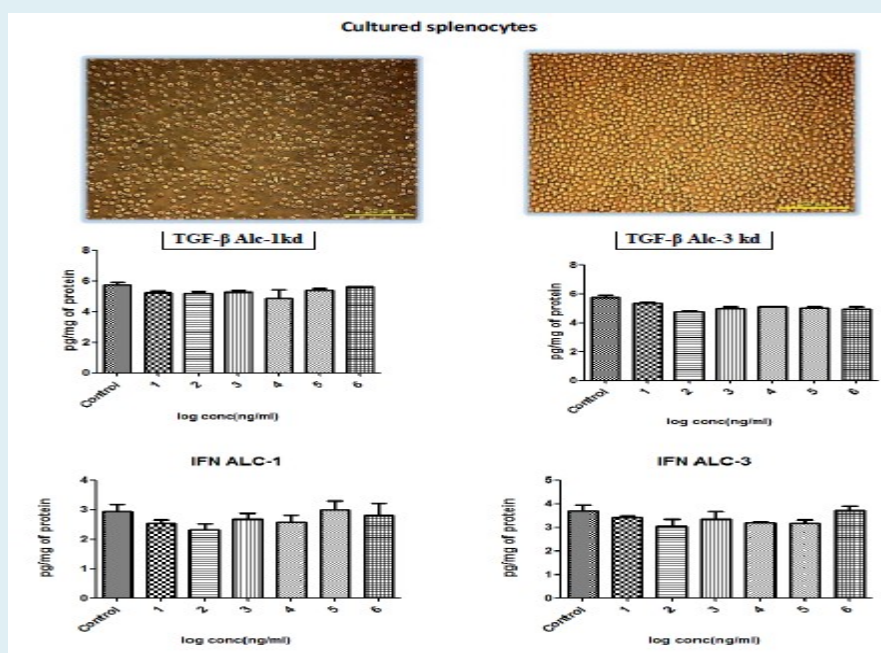 Cultured splenocytes
TGF-β Alc-1kd
pg/mg of protein
8
6
4
2
0
Control 1 2 3 4 5 6
log conc(ng/ml)
TGF-β Alc-3 kd
pg/mg of protein
8
6
4
2
0
Control 1 2 3 4 5 6
log conc(ng/ml)
IFN ALC-1
pg/mg of protein
4
3
2
1
0
Control 1 2 3 4 5 6
log conc(ng/ml)
IFN ALC-3
pg/mg of protein
5
4
3
2
1
0
Control 1 2 3 4 5 6
log conc(ng/ml)